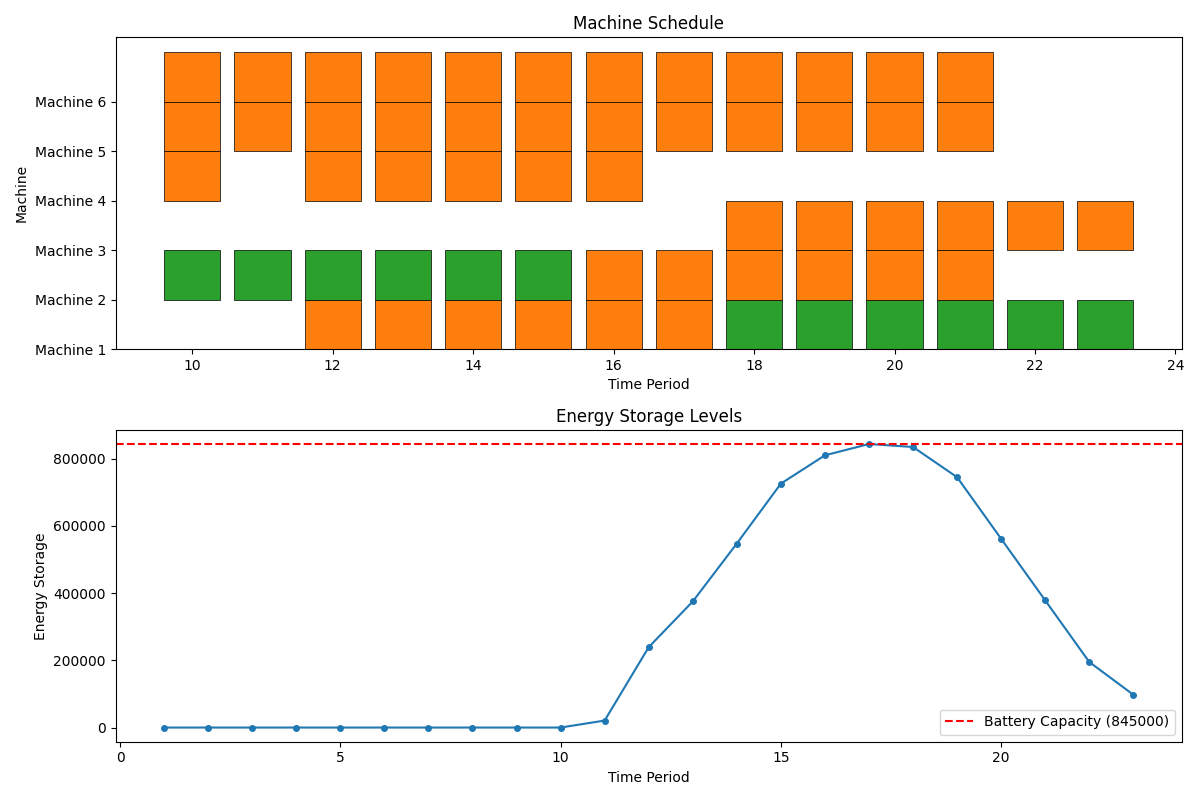 Machine Schedule
Machine
Machine 6
Machine 5
Machine 4
Machine 3
Machine 2
Machine 1
10 12 14 16 18 20 22 24
Time Period
Energy Storage Levels
Energy Storage
800000
600000
400000
200000
0
Battery Capacity (845000)
0 5 10 15 20
Time Period